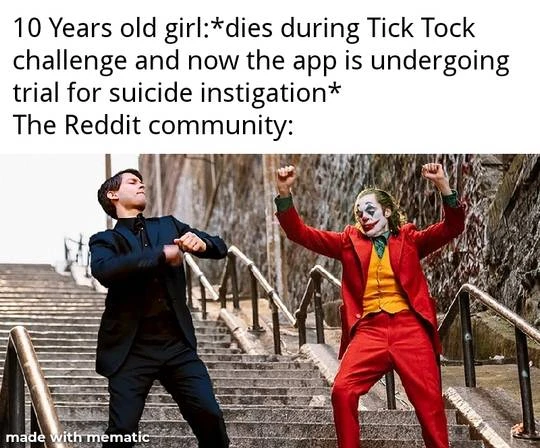 10 Years old girl:*dies during Tick Tock
challenge and now the app is undergoing
trial for suicide instigation*
The Reddit community:
made with mematic